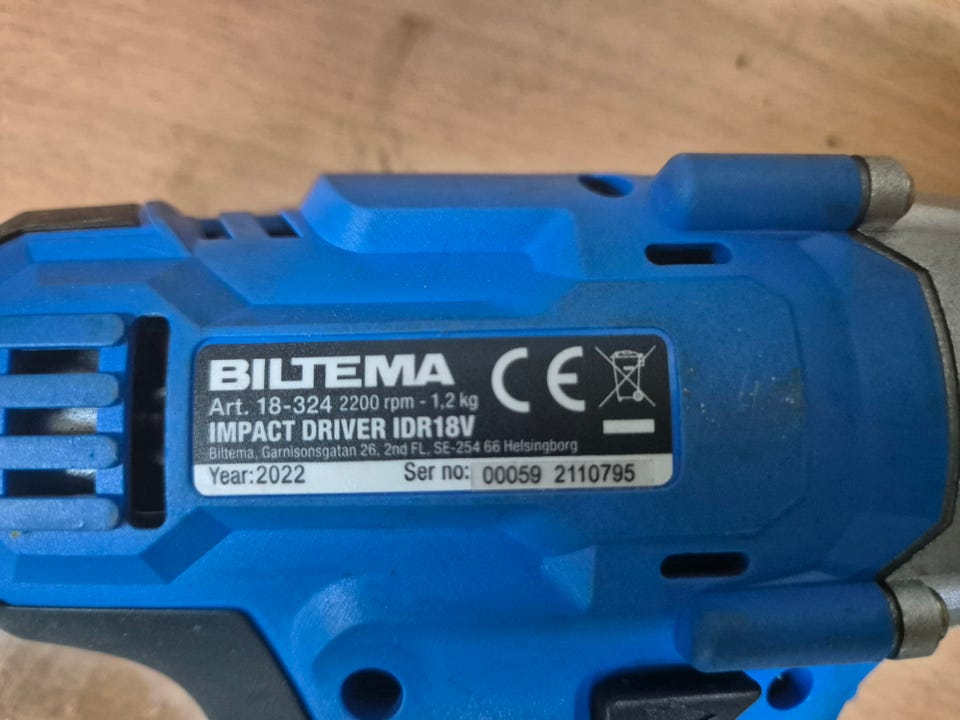 BILTEMA
CE
Art. 18-324 2200 rpm - 1,2 kg
IMPACT DRIVER IDR18V
Biltema, Garnisonsgatan 26, 2nd FL, SE-254 66 Helsingborg
Year:2022 Ser no: 00059 2110795